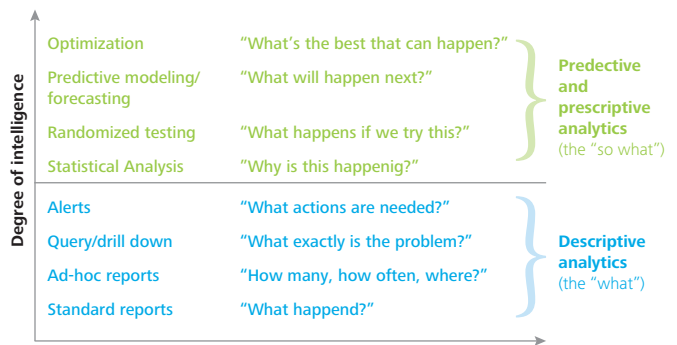 Degree of intelligence
Optimization “What’s the best that can happen?”
Predictive modeling/ “What will happen next?”
forecasting
Randomized testing “What happens if we try this?”
Statistical Analysis ”Why is this happenig?”
Predective
and
prescriptive
analytics
(the “so what”)
Alerts “What actions are needed?”
Query/drill down “What exactly is the problem?”
Ad-hoc reports “How many, how often, where?”
Standard reports “What happend?”
Descriptive
analytics
(the “what”)